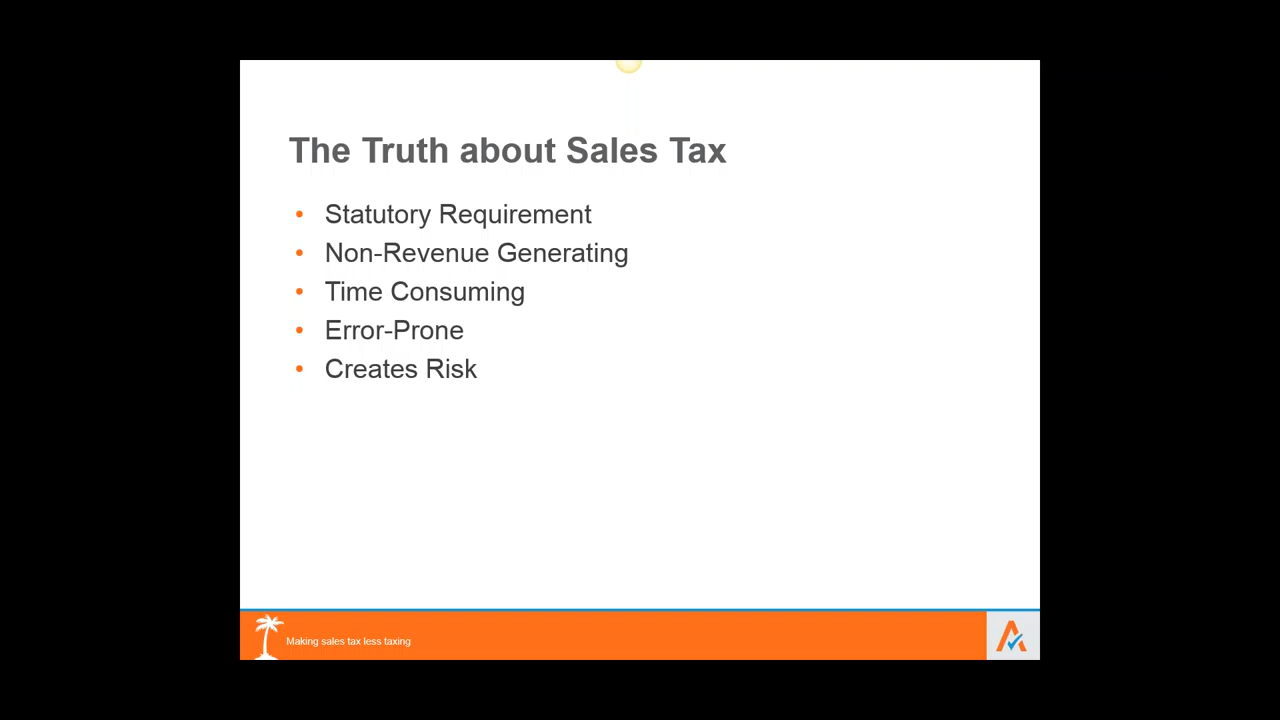 The Truth about Sales Tax
• Statutory Requirement
• Non-Revenue Generating
• Time Consuming
• Error-Prone
• Creates Risk
Making sales tax less taxing